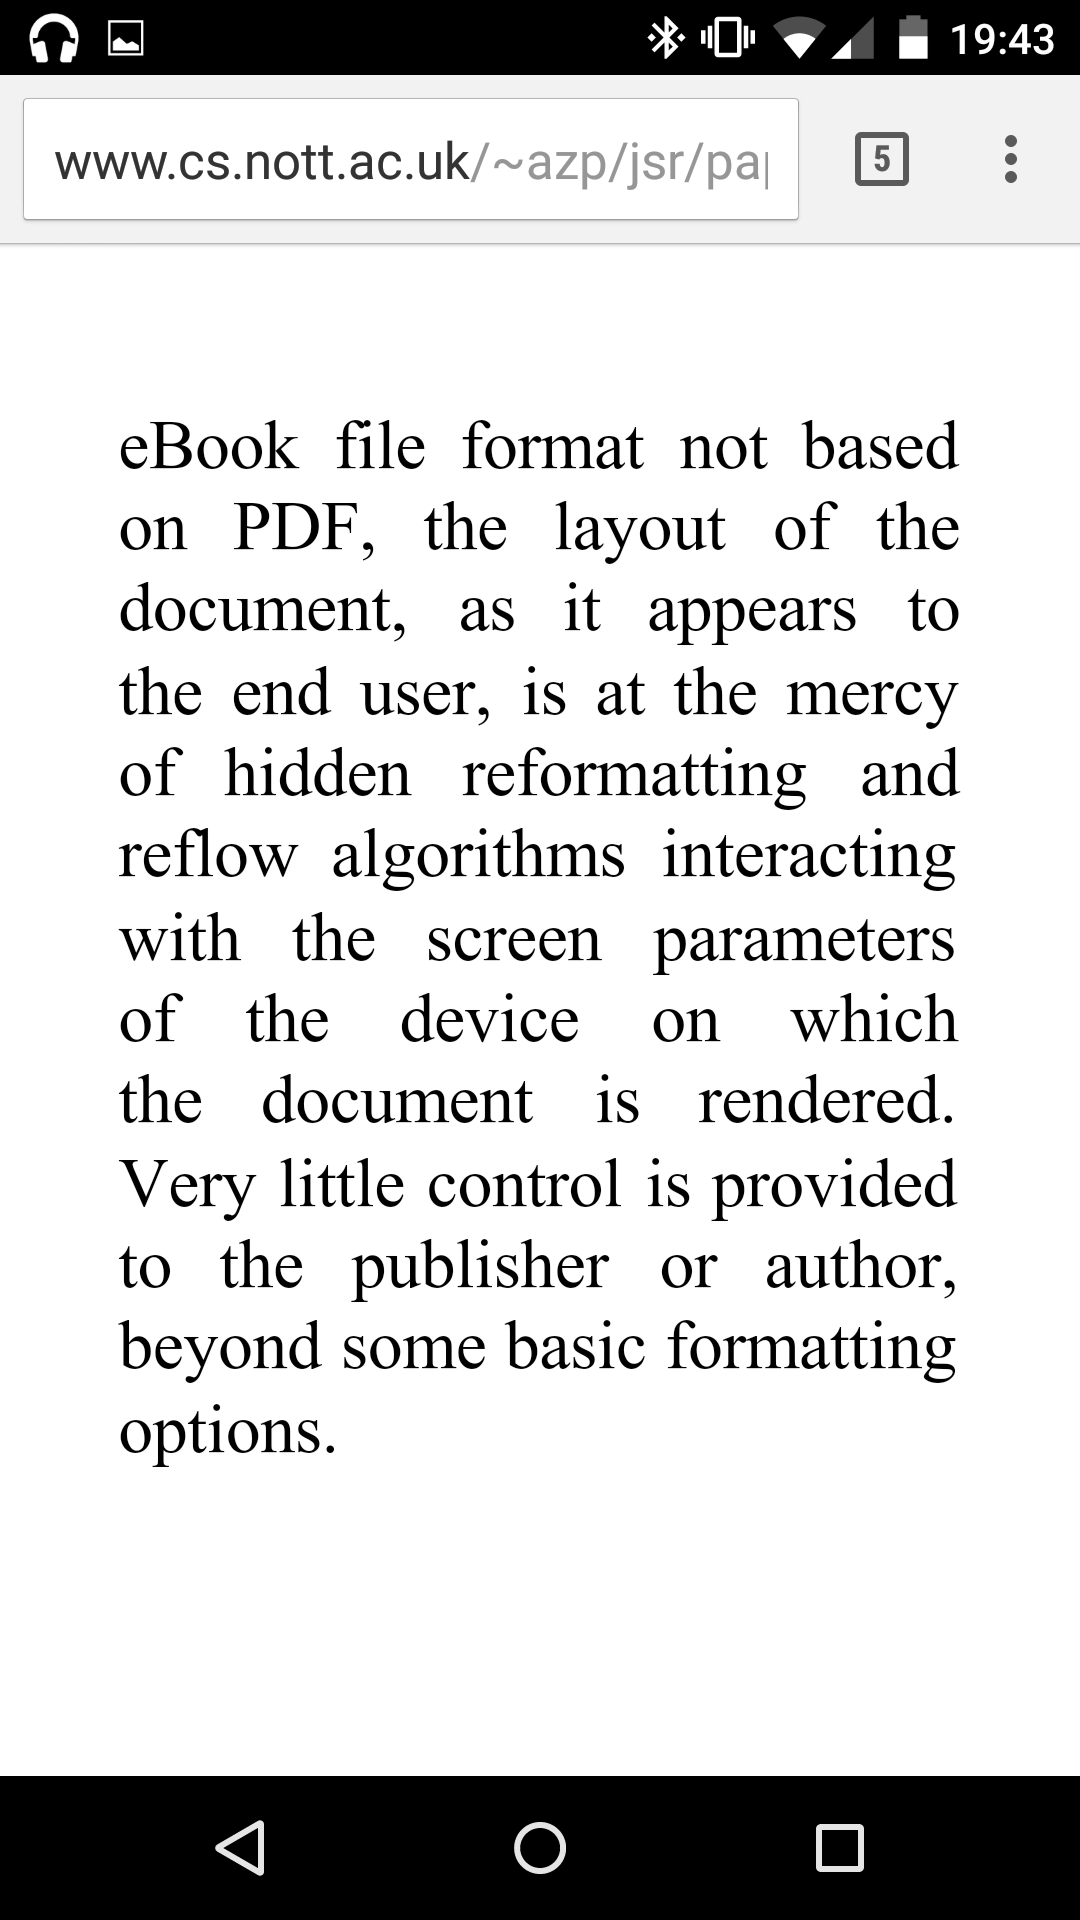 19:43
www.cs.nott.ac.uk/~azp/jsr/pa
5
eBook file format not based
on PDF, the layout of the
document, as it appears to
the end user, is at the mercy
of hidden reformatting and
reflow algorithms interacting
with the screen parameters
of the device on which
the document is rendered.
Very little control is provided
to the publisher or author,
beyond some basic formatting
options.